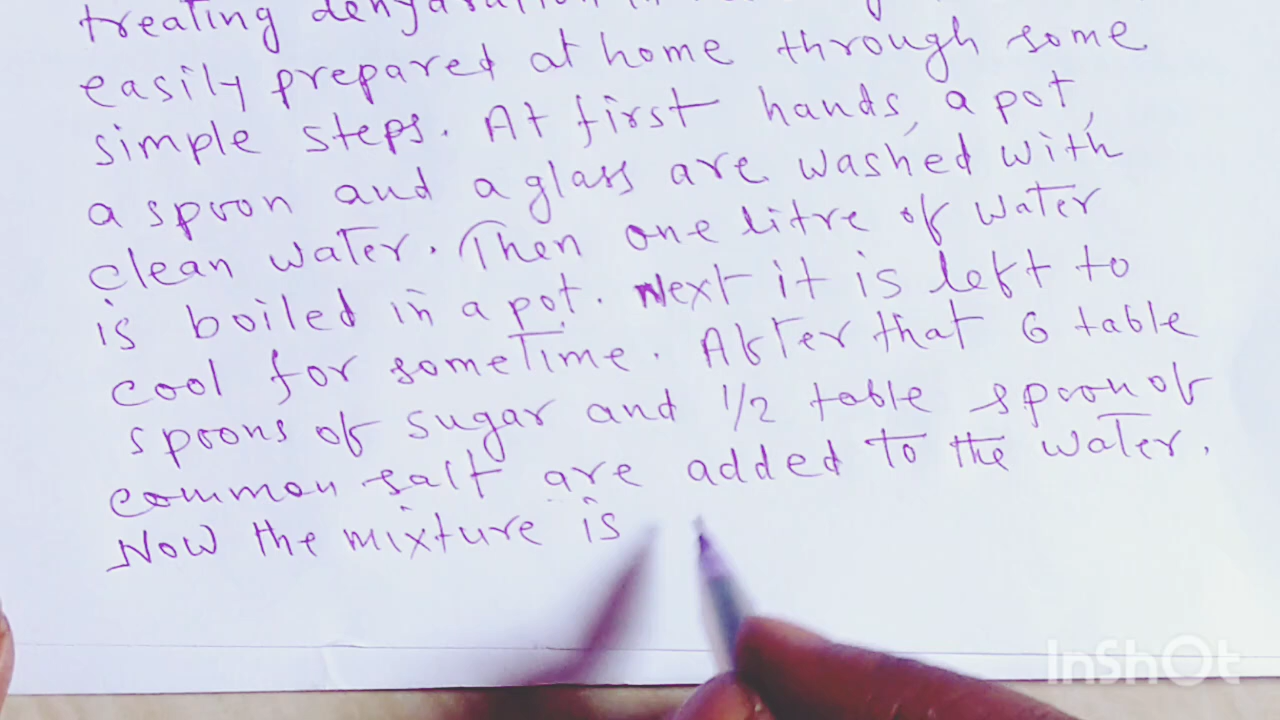 treating
easily prepared at home through some
simple steps. At first hands, a pot,
a spoon and a glass are washed with
clean water. Then one litre of water
is boiled in a pot. Next it is left to
cool for sometime. After that 6 table
spoons of sugar and 1/2 table spoon of
common salt are added to the water.
Now the mixture is
InShOt